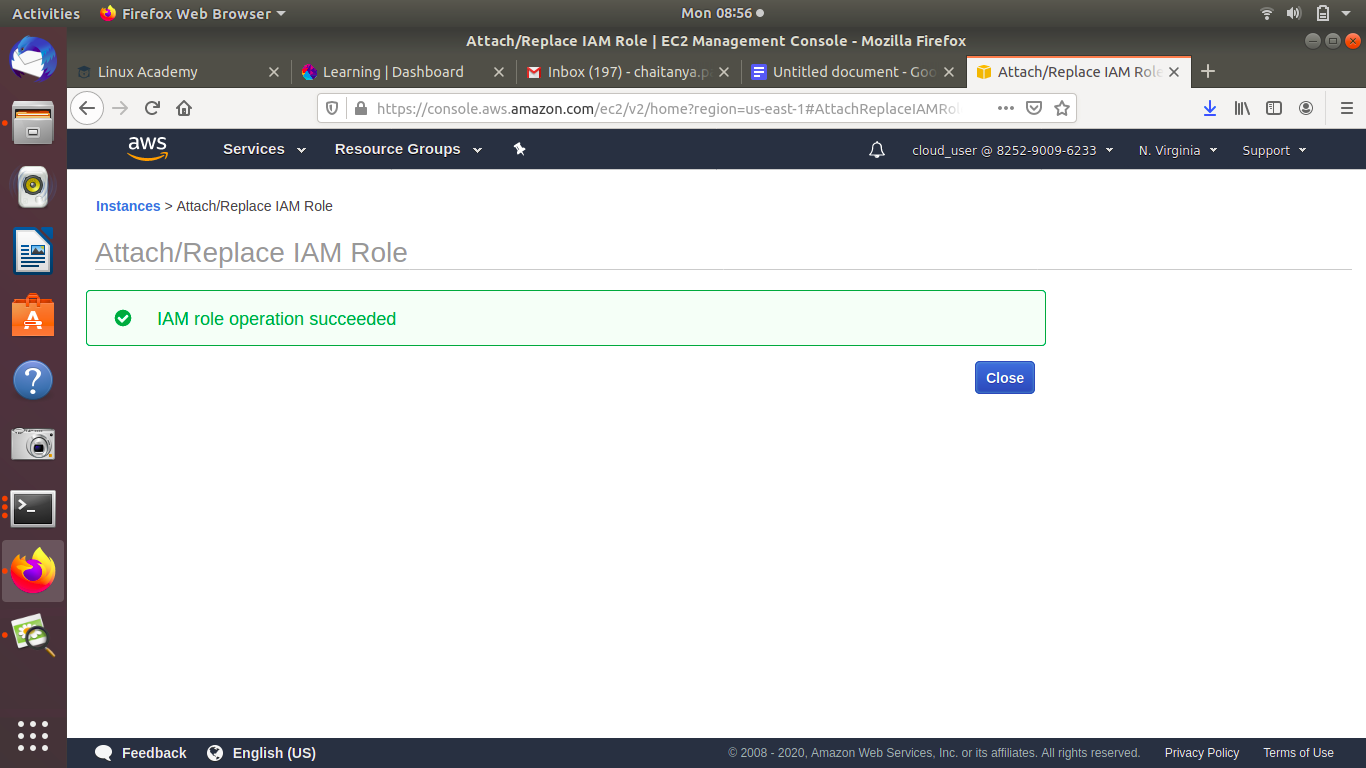 Activities Firefox Web Browser Mon 08:56
Attach/Replace IAM Role | EC2 Management Console - Mozilla Firefox
Linux Academy Learning | Dashboard Inbox (197) - chaitanya.p Untitled document - Goo Attach/Replace IAM Role
https://console.aws.amazon.com/ec2/v2/home?region=us-east-1#AttachReplaceIAMRol
aws Services Resource Groups cloud_user @ 8252-9009-6233 N. Virginia Support
Instances > Attach/Replace IAM Role
Attach/Replace IAM Role
IAM role operation succeeded
Close
Feedback English (US) © 2008 - 2020, Amazon Web Services, Inc. or its affiliates. All rights reserved. Privacy Policy Terms of Use